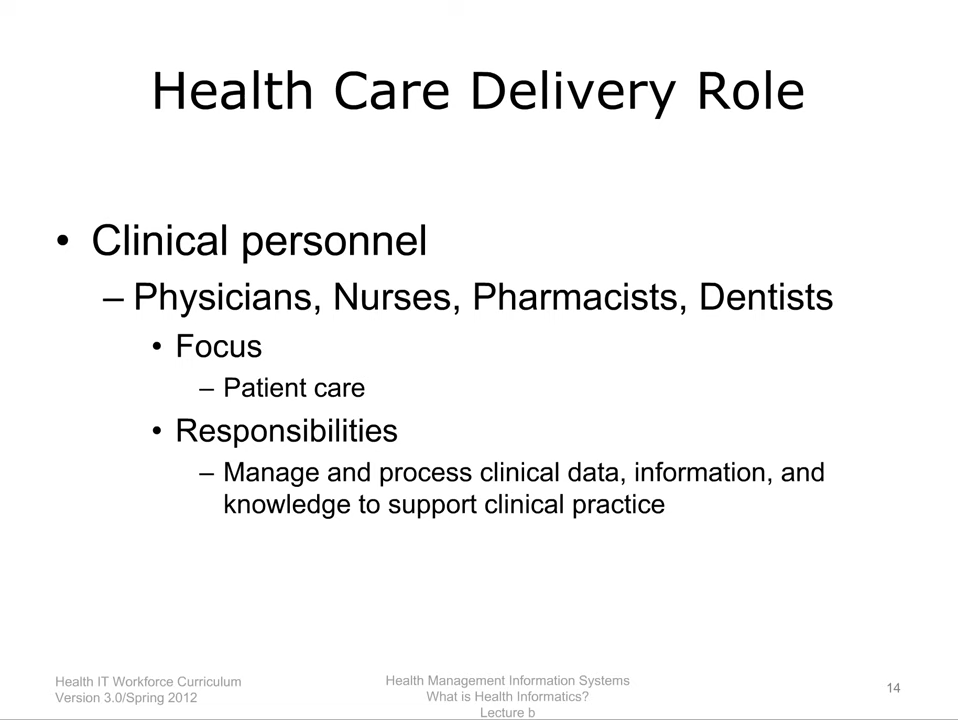 Health Care Delivery Role
• Clinical personnel
– Physicians, Nurses, Pharmacists, Dentists
• Focus
– Patient care
• Responsibilities
– Manage and process clinical data, information, and
knowledge to support clinical practice
Health IT Workforce Curriculum
Version 3.0/Spring 2012
Health Management Information Systems
What is Health Informatics?
Lecture b
14